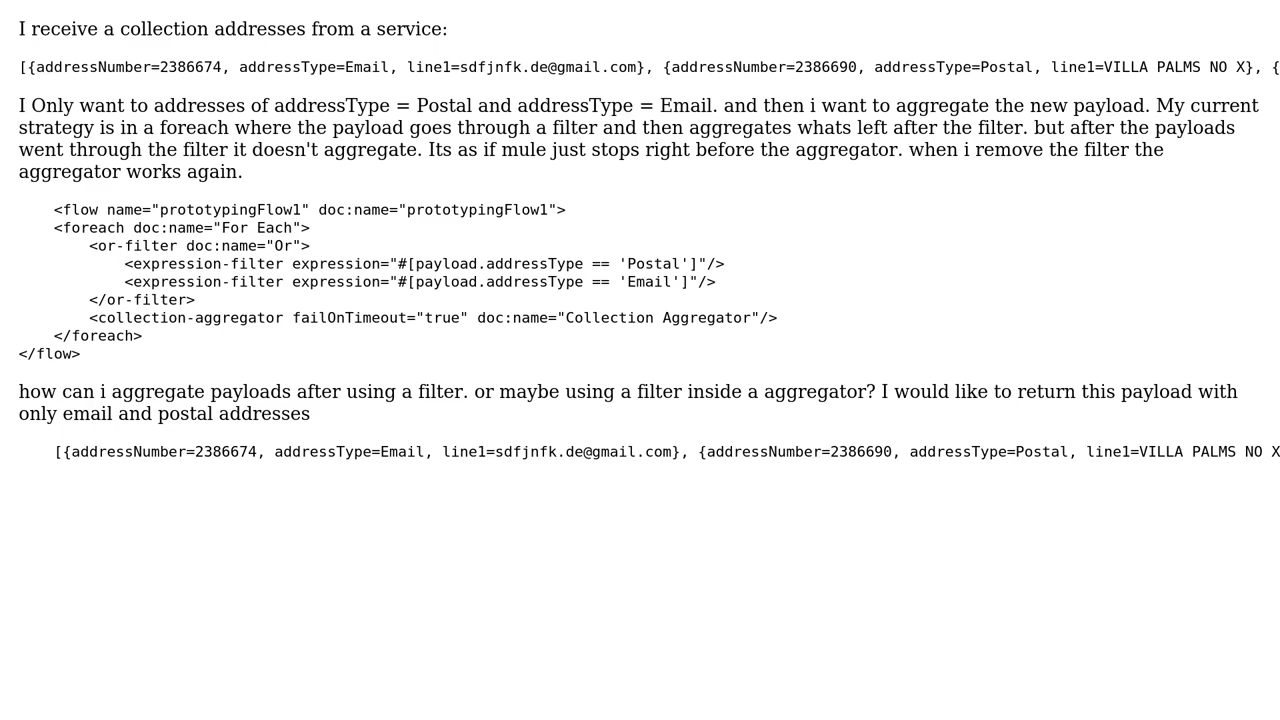 I receive a collection addresses from a service:
[{addressNumber=2386674, addressType=Email, line1=sdfjnfk.de@gmail.com}, {addressNumber=2386690, addressType=Postal, line1=VILLA PALMS NO X}, {
I Only want to addresses of addressType = Postal and addressType = Email. and then i want to aggregate the new payload. My current
strategy is in a foreach where the payload goes through a filter and then aggregates whats left after the filter. but after the payloads
went through the filter it doesn't aggregate. Its as if mule just stops right before the aggregator. when i remove the filter the
aggregator works again.
    <flow name="prototypingFlow1" doc:name="prototypingFlow1">
    <foreach doc:name="For Each">
        <or-filter doc:name="Or">
            <expression-filter expression="#[payload.addressType == 'Postal']"/>
            <expression-filter expression="#[payload.addressType == 'Email']"/>
        </or-filter>
        <collection-aggregator failOnTimeout="true" doc:name="Collection Aggregator"/>
    </foreach>
</flow>
how can i aggregate payloads after using a filter. or maybe using a filter inside a aggregator? I would like to return this payload with
only email and postal addresses
    [{addressNumber=2386674, addressType=Email, line1=sdfjnfk.de@gmail.com}, {addressNumber=2386690, addressType=Postal, line1=VILLA PALMS NO X